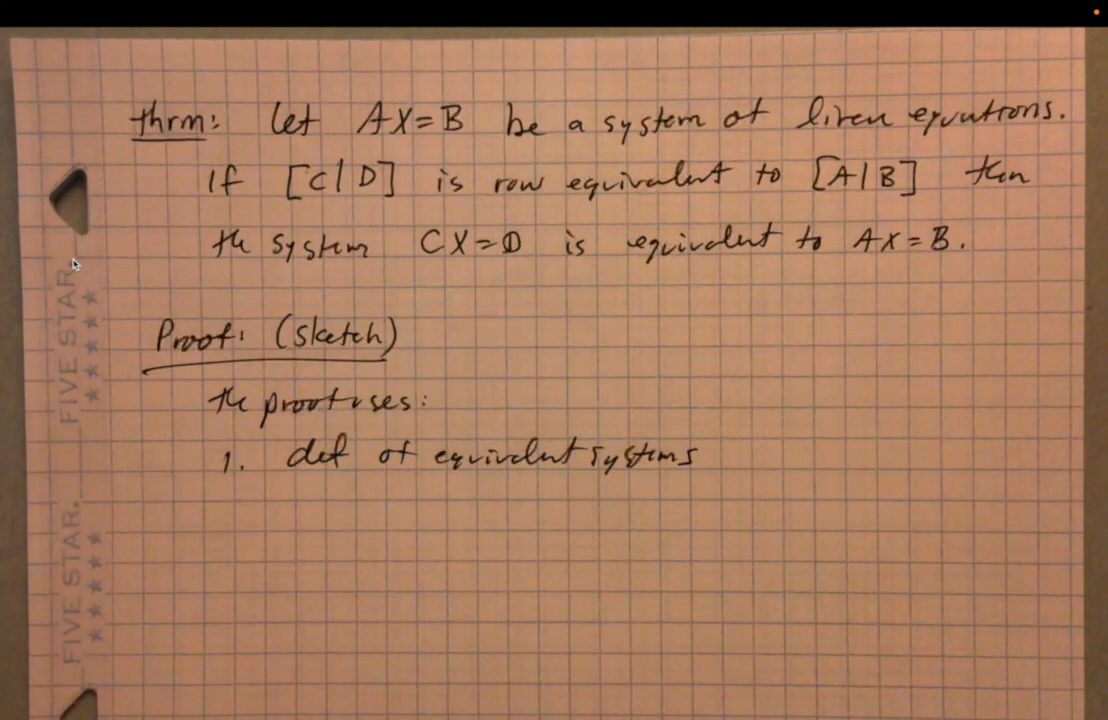 thrm: Let AX=B be a system of linear equations.
If [C|D] is row equivalent to [A|B] then
the system CX=D is equivalent to AX=B.
Proof: (sketch)
the proof uses:
1. def of equivalent systems
FIVE STAR.
FIVE STAR.